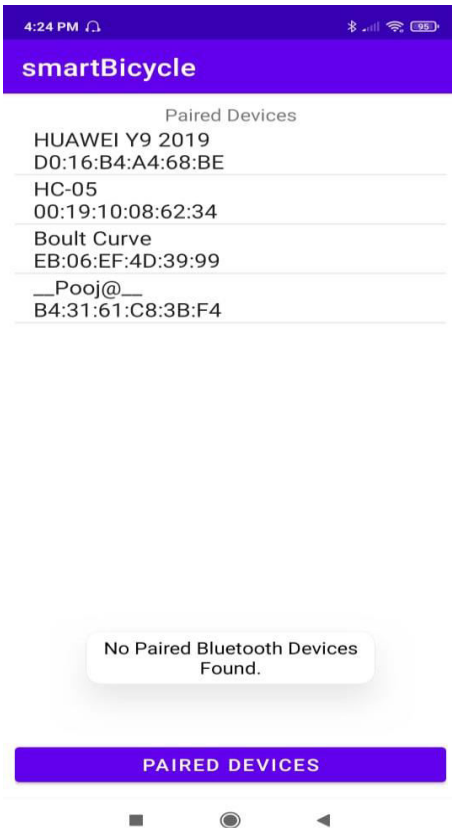 4:24 PM
95
smartBicycle
Paired Devices
HUAWEI Y9 2019
D0:16:B4:A4:68:BE
HC-05
00:19:10:08:62:34
Boult Curve
EB:06:EF:4D:39:99
__Pooj@__
B4:31:61:C8:3B:F4
No Paired Bluetooth Devices
Found.
PAIRED DEVICES